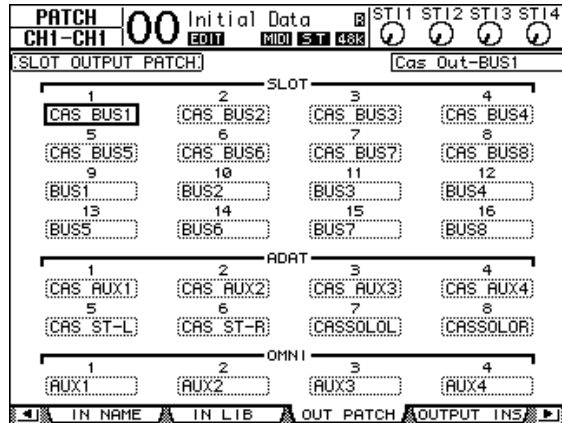 PATCH 00 Initial Data R ST11 ST12 ST13 ST14
CH1-CH1 EDIT MIDI ST 48k
SLOT OUTPUT PATCH Cas Out-BUS1
SLOT
1 2 3 4
CAS BUS1 CAS BUS2 CAS BUS3 CAS BUS4
5 6 7 8
CAS BUS5 CAS BUS6 CAS BUS7 CAS BUS8
9 10 11 12
BUS1 BUS2 BUS3 BUS4
13 14 15 16
BUS5 BUS6 BUS7 BUS8
ADAT
1 2 3 4
CAS AUX1 CAS AUX2 CAS AUX3 CAS AUX4
5 6 7 8
CAS ST-L CAS ST-R CASSOLOL CASSOLOR
OMNI
1 2 3 4
AUX1 AUX2 AUX3 AUX4
IN NAME IN LIB OUT PATCH OUTPUT INS